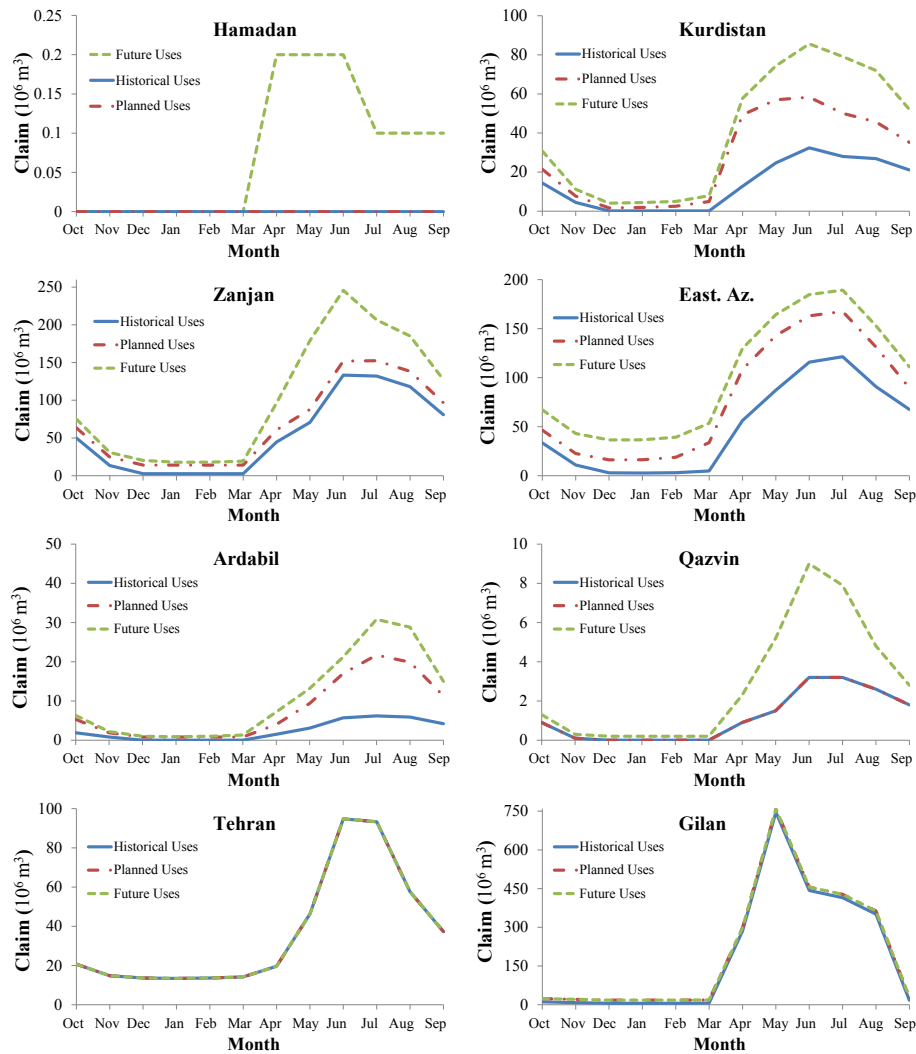 Hamadan
Claim (10⁶ m³)
0.25
0.2
0.15
0.1
0.05
0
Future Uses
Historical Uses
Planned Uses
Oct Nov Dec Jan Feb Mar Apr May Jun Jul Aug Sep
Month
Kurdistan
Claim (10⁶ m³)
100
80
60
40
20
0
Historical Uses
Planned Uses
Future Uses
Oct Nov Dec Jan Feb Mar Apr May Jun Jul Aug Sep
Month
Zanjan
Claim (10⁶ m³)
250
200
150
100
50
0
Historical Uses
Planned Uses
Future Uses
Oct Nov Dec Jan Feb Mar Apr May Jun Jul Aug Sep
Month
East. Az.
Claim (10⁶ m³)
200
150
100
50
0
Historical Uses
Planned Uses
Future Uses
Oct Nov Dec Jan Feb Mar Apr May Jun Jul Aug Sep
Month
Ardabil
Claim (10⁶ m³)
50
40
30
20
10
0
Historical Uses
Planned Uses
Future Uses
Oct Nov Dec Jan Feb Mar Apr May Jun Jul Aug Sep
Month
Qazvin
Claim (10⁶ m³)
10
8
6
4
2
0
Historical Uses
Planned Uses
Future Uses
Oct Nov Dec Jan Feb Mar Apr May Jun Jul Aug Sep
Month
Tehran
Claim (10⁶ m³)
100
80
60
40
20
0
Historical Uses
Planned Uses
Future Uses
Oct Nov Dec Jan Feb Mar Apr May Jun Jul Aug Sep
Month
Gilan
Claim (10⁶ m³)
750
600
450
300
150
0
Historical Uses
Planned Uses
Future Uses
Oct Nov Dec Jan Feb Mar Apr May Jun Jul Aug Sep
Month